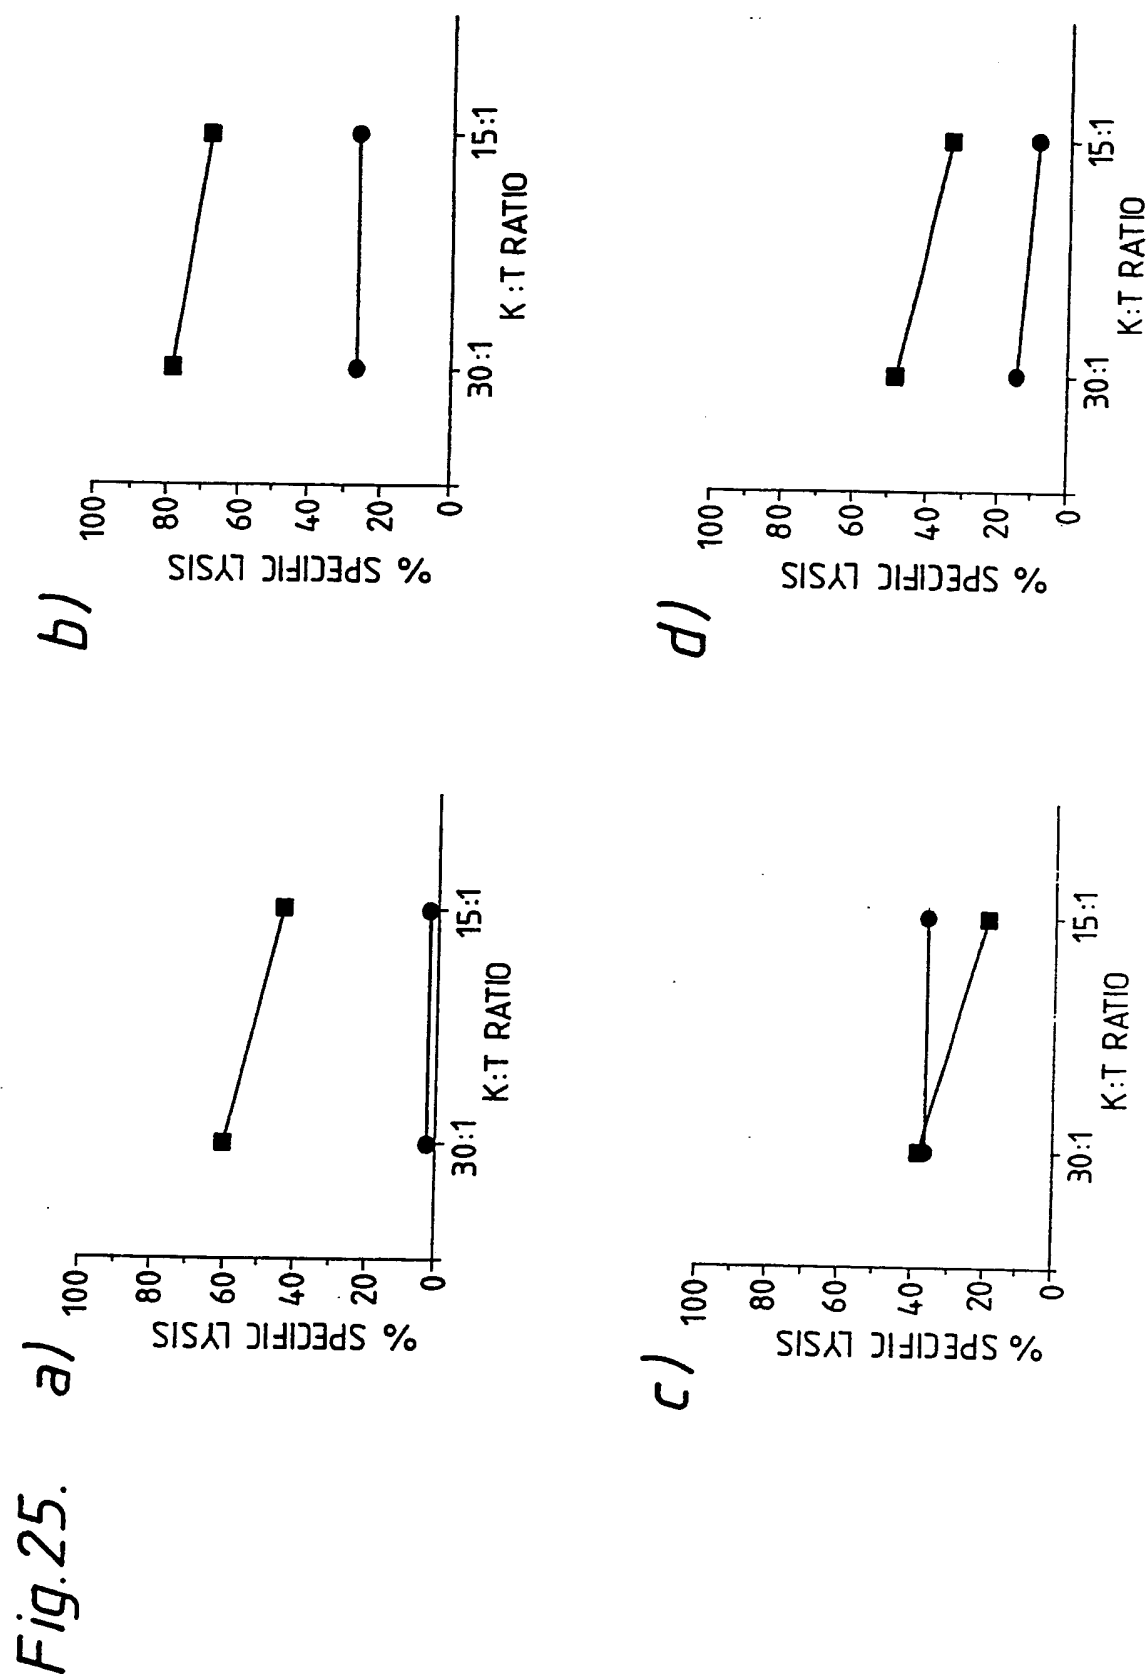 Fig.25.
a)
100
80
60
40
20
0
% SPECIFIC LYSIS
30:1
15:1
K:T RATIO
b)
100
80
60
40
20
0
% SPECIFIC LYSIS
30:1
15:1
K:T RATIO
c)
100
80
60
40
20
0
% SPECIFIC LYSIS
30:1
15:1
K:T RATIO
d)
100
80
60
40
20
0
% SPECIFIC LYSIS
30:1
15:1
K:T RATIO